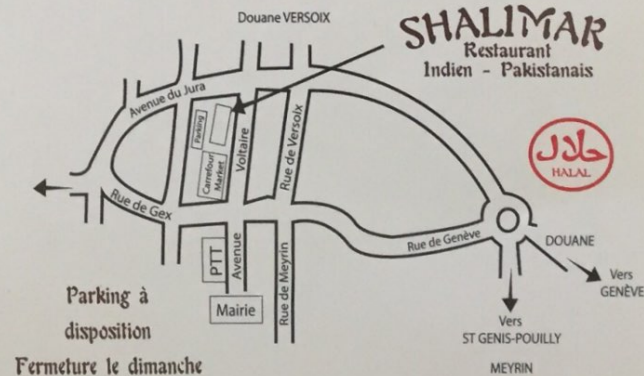 Douane VERSOIX
SHALIMAR
Restaurant
Indien - Pakistanais
Avenue du Jura
Parking
Carrefour
Market
Voltaire
Rue de Versoix
حلال
HALAL
Rue de Gex
PTT
Avenue
Rue de Meyrin
Mairie
Rue de Genève
DOUANE
Vers
GENÈVE
Vers
ST GENIS-POUILLY
MEYRIN
Parking à
disposition
Fermeture le dimanche